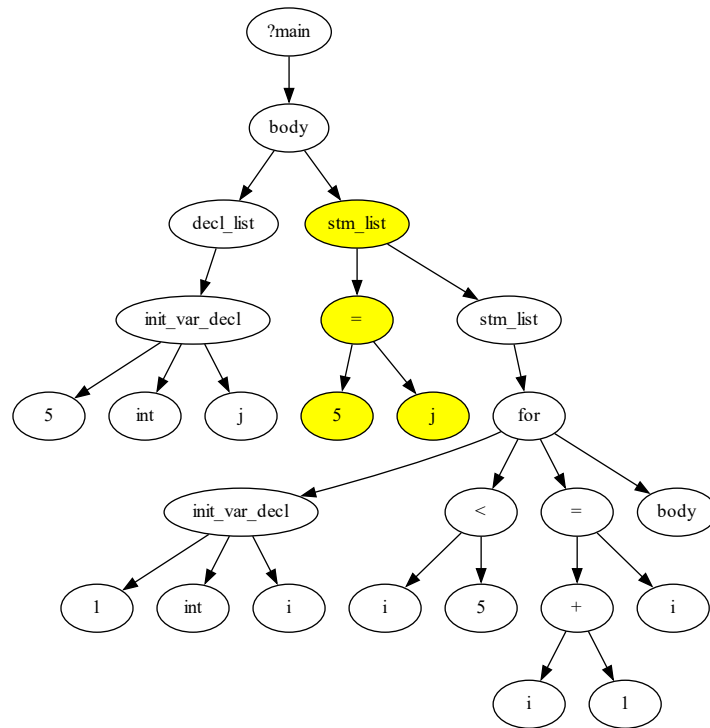 ?main
body
decl_list
stm_list
init_var_decl
=
stm_list
5
int
j
5
j
for
init_var_decl
<
=
body
1
int
i
i
5
+
i
i
1